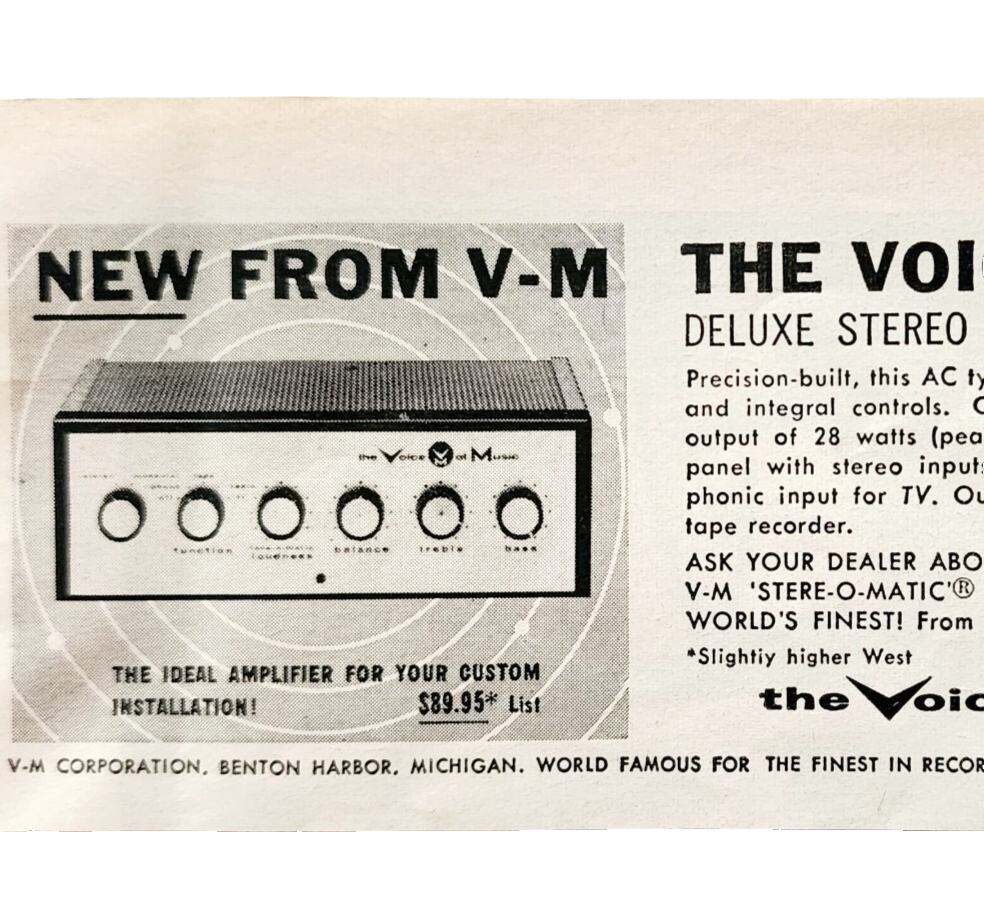 NEW FROM V-M
the Voice of Music
function
loudness
balance
treble
bass
THE IDEAL AMPLIFIER FOR YOUR CUSTOM
INSTALLATION!
$89.95* List
THE VOI
DELUXE STEREO
Precision-built, this AC ty
and integral controls.
output of 28 watts (pea
panel with stereo input
phonic input for TV. Ou
tape recorder.
ASK YOUR DEALER ABO
V-M 'STERE-O-MATIC'®
WORLD'S FINEST! From
*Slightly higher West
the Voic
V-M CORPORATION, BENTON HARBOR, MICHIGAN. WORLD FAMOUS FOR THE FINEST IN RECOR